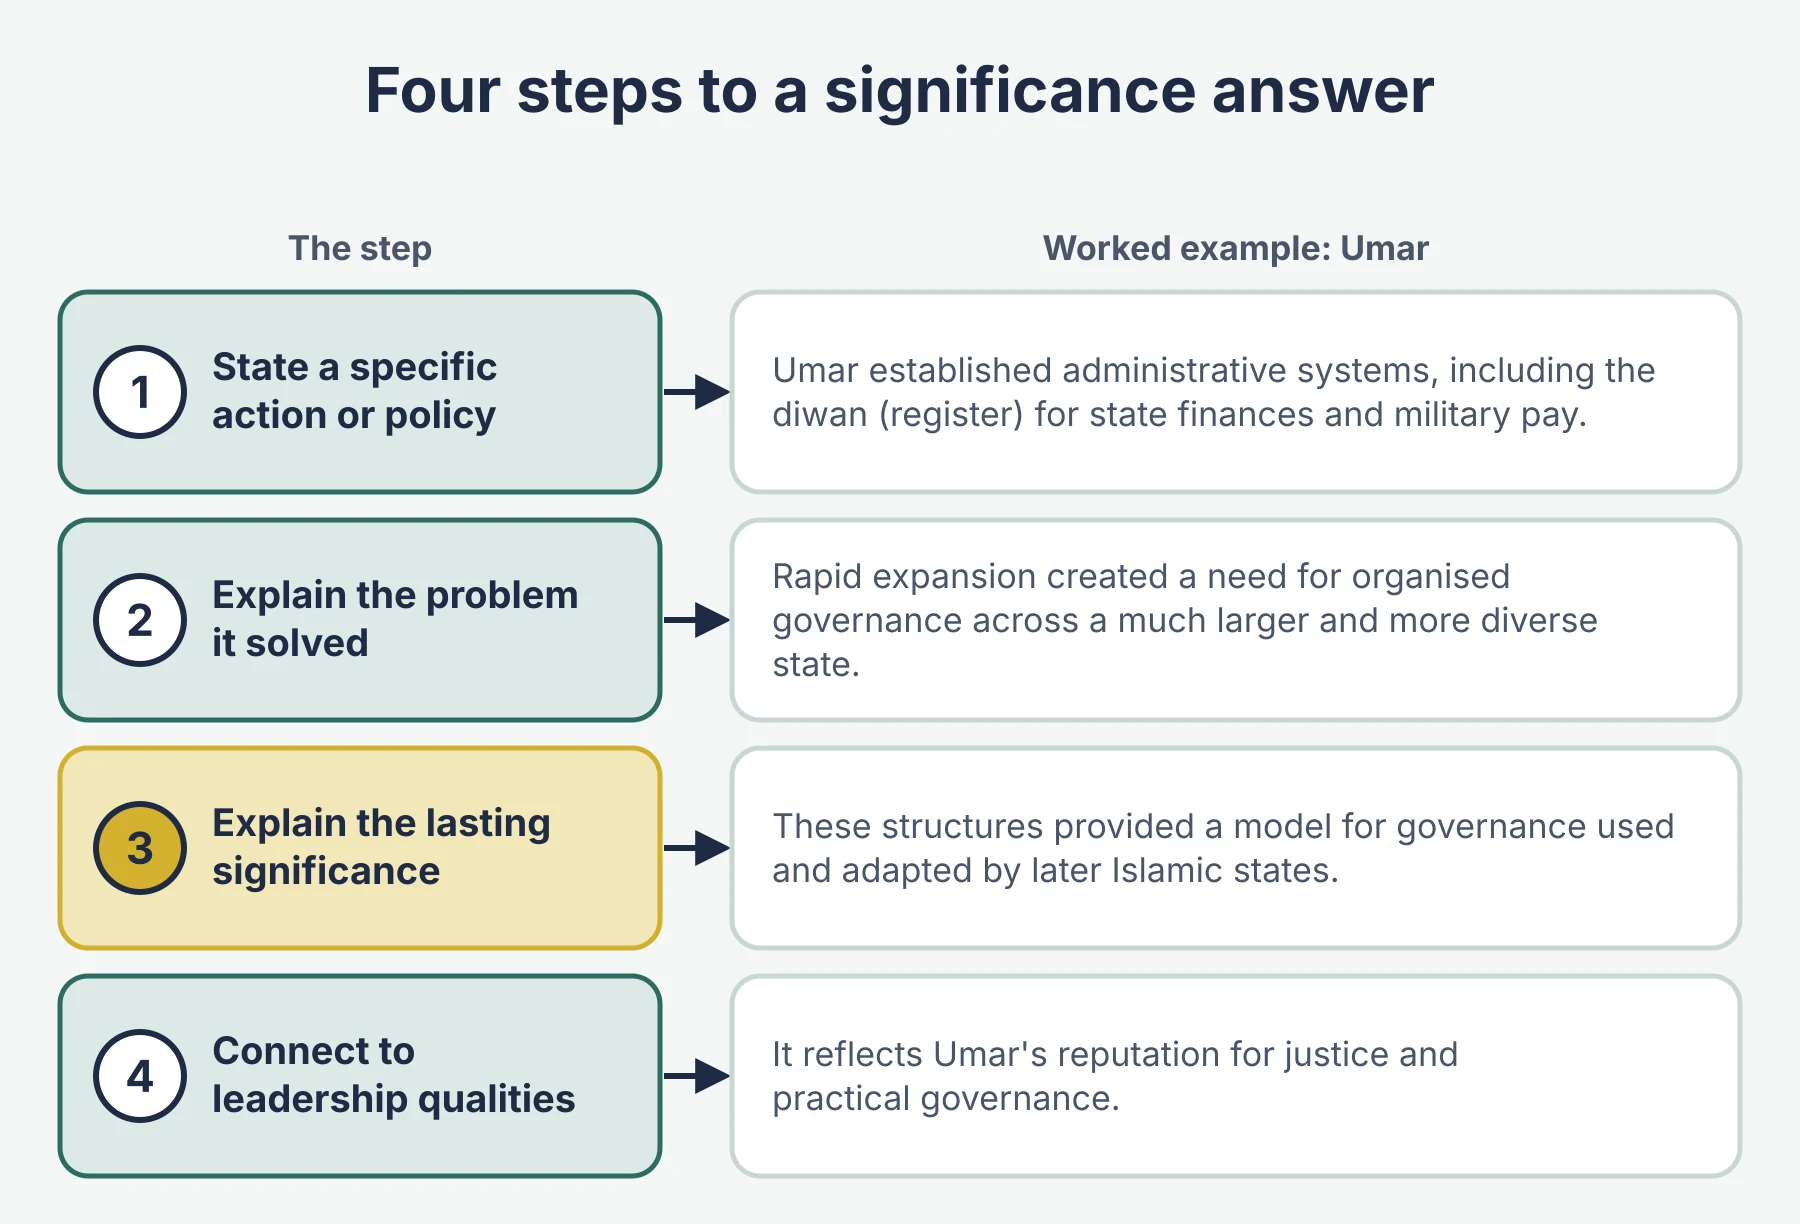 Four steps to a significance answer
The step
Worked example: Umar
1
State a specific
action or policy
Umar established administrative systems, including the
diwan (register) for state finances and military pay.
2
Explain the problem
it solved
Rapid expansion created a need for organised
governance across a much larger and more diverse
state.
3
Explain the lasting
significance
These structures provided a model for governance used
and adapted by later Islamic states.
4
Connect to
leadership qualities
It reflects Umar's reputation for justice and
practical governance.